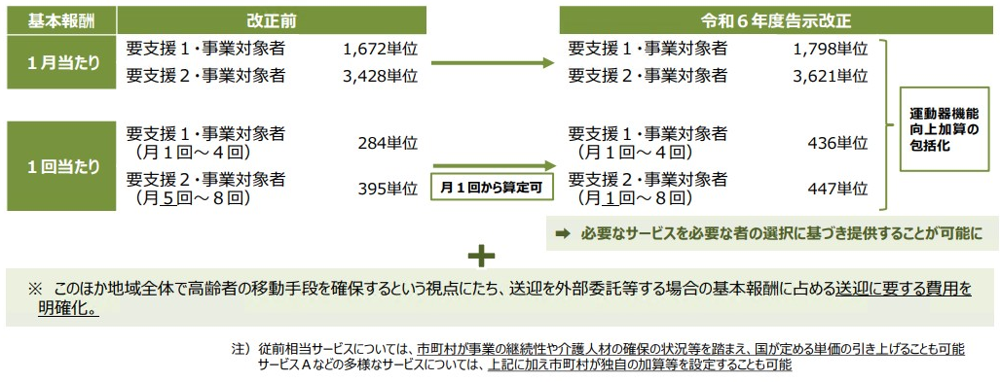 基本報酬 改正前 令和６年度告示改正
１月当たり
要支援１・事業対象者 1,672単位 要支援１・事業対象者 1,798単位
要支援２・事業対象者 3,428単位 要支援２・事業対象者 3,621単位
運動器機能
向上加算の
包括化
１回当たり
要支援１・事業対象者
（月１回～４回） 284単位
要支援２・事業対象者
（月５回～８回） 395単位
月１回から算定可
要支援１・事業対象者
（月１回～４回） 436単位
要支援２・事業対象者
（月１回～８回） 447単位
➡ 必要なサービスを必要な者の選択に基づき提供することが可能に
＋
※ このほか地域全体で高齢者の移動手段を確保するという視点にたち、送迎を外部委託等する場合の基本報酬に占める送迎に要する費用を
明確化。
注） 従前相当サービスについては、市町村が事業の継続性や介護人材の確保の状況等を踏まえ、国が定める単価の引き上げることも可能
サービスＡなどの多様なサービスについては、上記に加え市町村が独自の加算等を設定することも可能